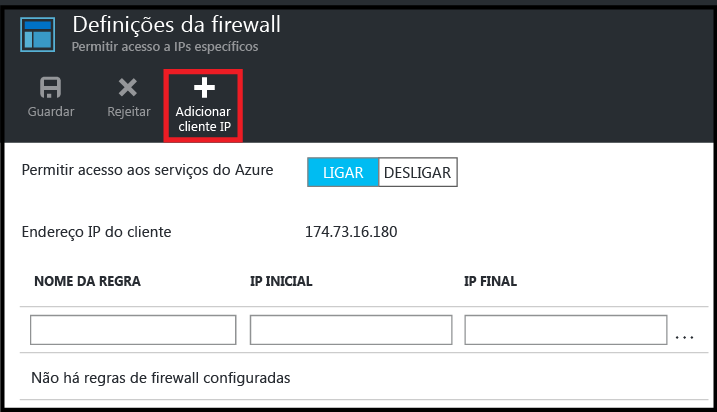 Definições da firewall
Permitir acesso a IPs específicos
Guardar
Rejeitar
Adicionar
cliente IP
Permitir acesso aos serviços do Azure
LIGAR
DESLIGAR
Endereço IP do cliente
174.73.16.180
NOME DA REGRA
IP INICIAL
IP FINAL
...
Não há regras de firewall configuradas